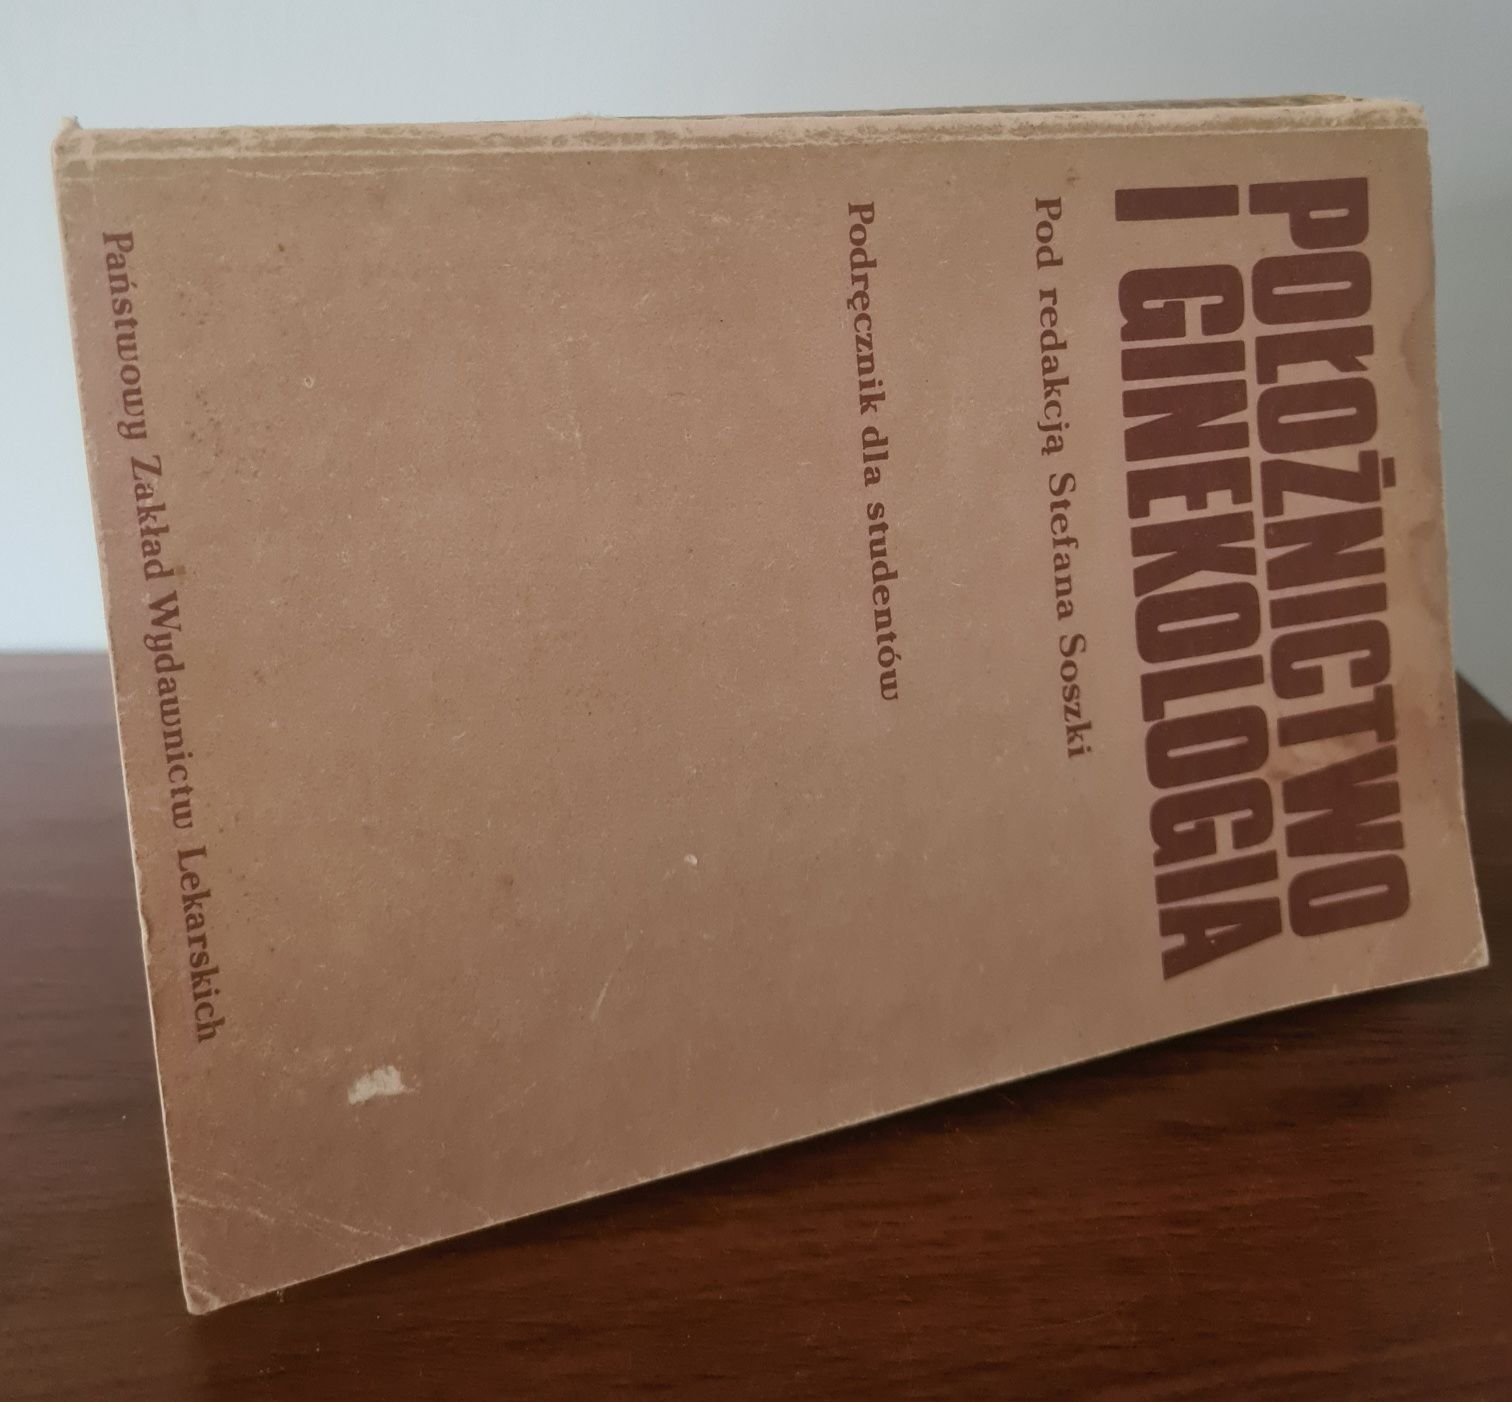 POŁOŻNICTWO
I GINEKOLOGIA
Pod redakcją Stefana Soszki
Podręcznik dla studentów
Państwowy Zakład Wydawnictw Lekarskich